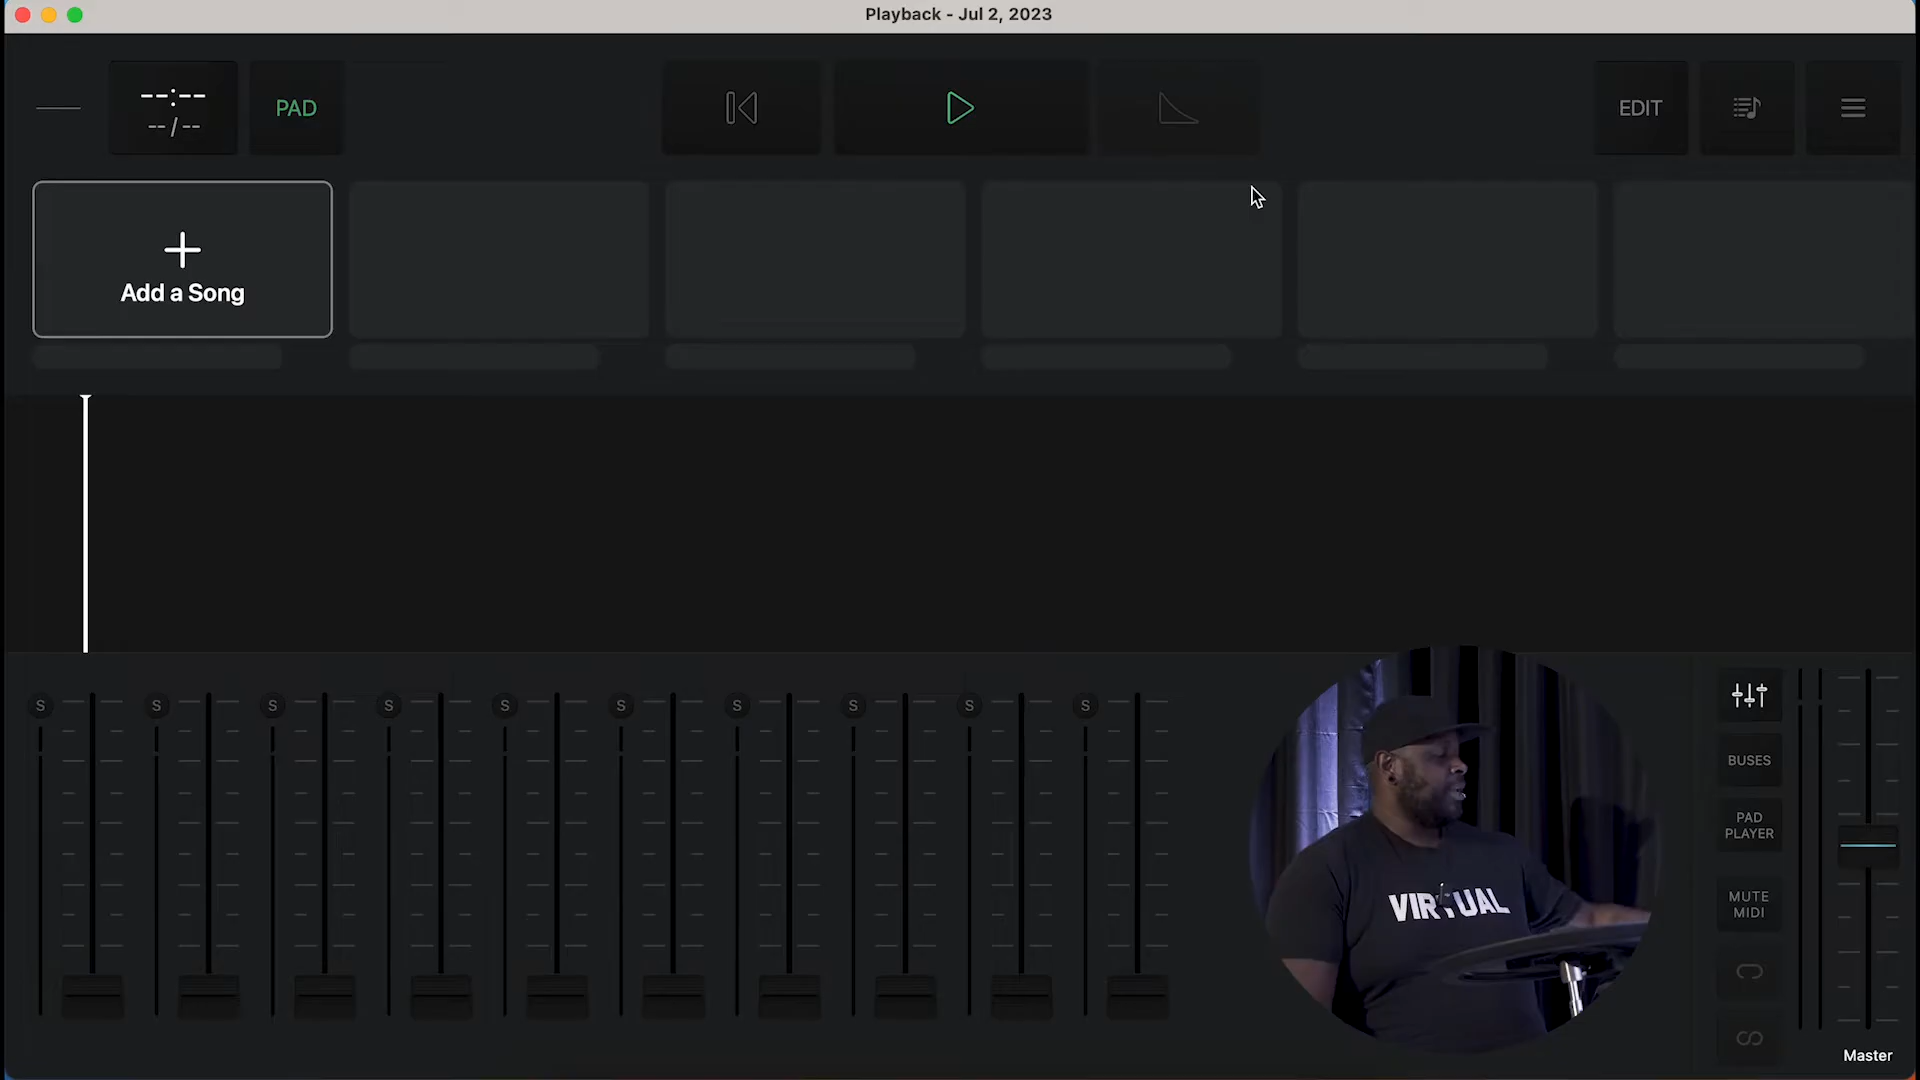 Playback - Jul 2, 2023
--:--
--/--
PAD
EDIT
Add a Song
S S S S S S S S S S
BUSES
PAD
PLAYER
MUTE
MIDI
VIRTUAL
Master